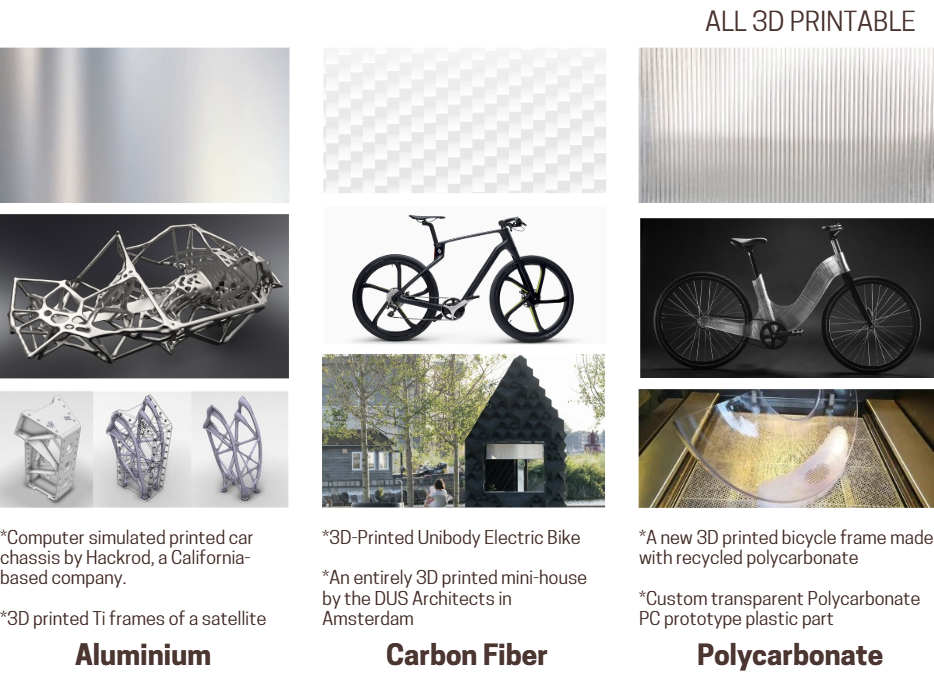 ALL 3D PRINTABLE
*Computer simulated printed car
chassis by Hackrod, a California-
based company.
*3D printed Ti frames of a satellite
Aluminium
*3D-Printed Unibody Electric Bike
*An entirely 3D printed mini-house
by the DUS Architects in
Amsterdam
Carbon Fiber
*A new 3D printed bicycle frame made
with recycled polycarbonate
*Custom transparent Polycarbonate
PC prototype plastic part
Polycarbonate